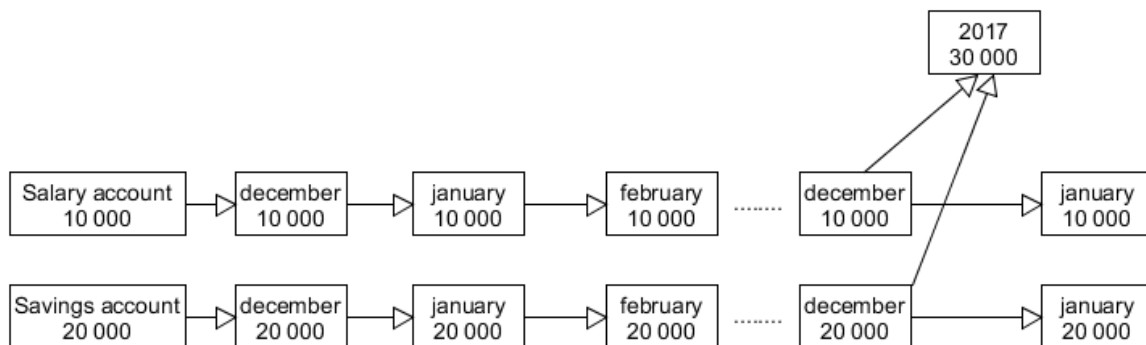 2017
30 000
Salary account
10 000
december
10 000
january
10 000
february
10 000
........
december
10 000
january
10 000
Savings account
20 000
december
20 000
january
20 000
february
20 000
........
december
20 000
january
20 000